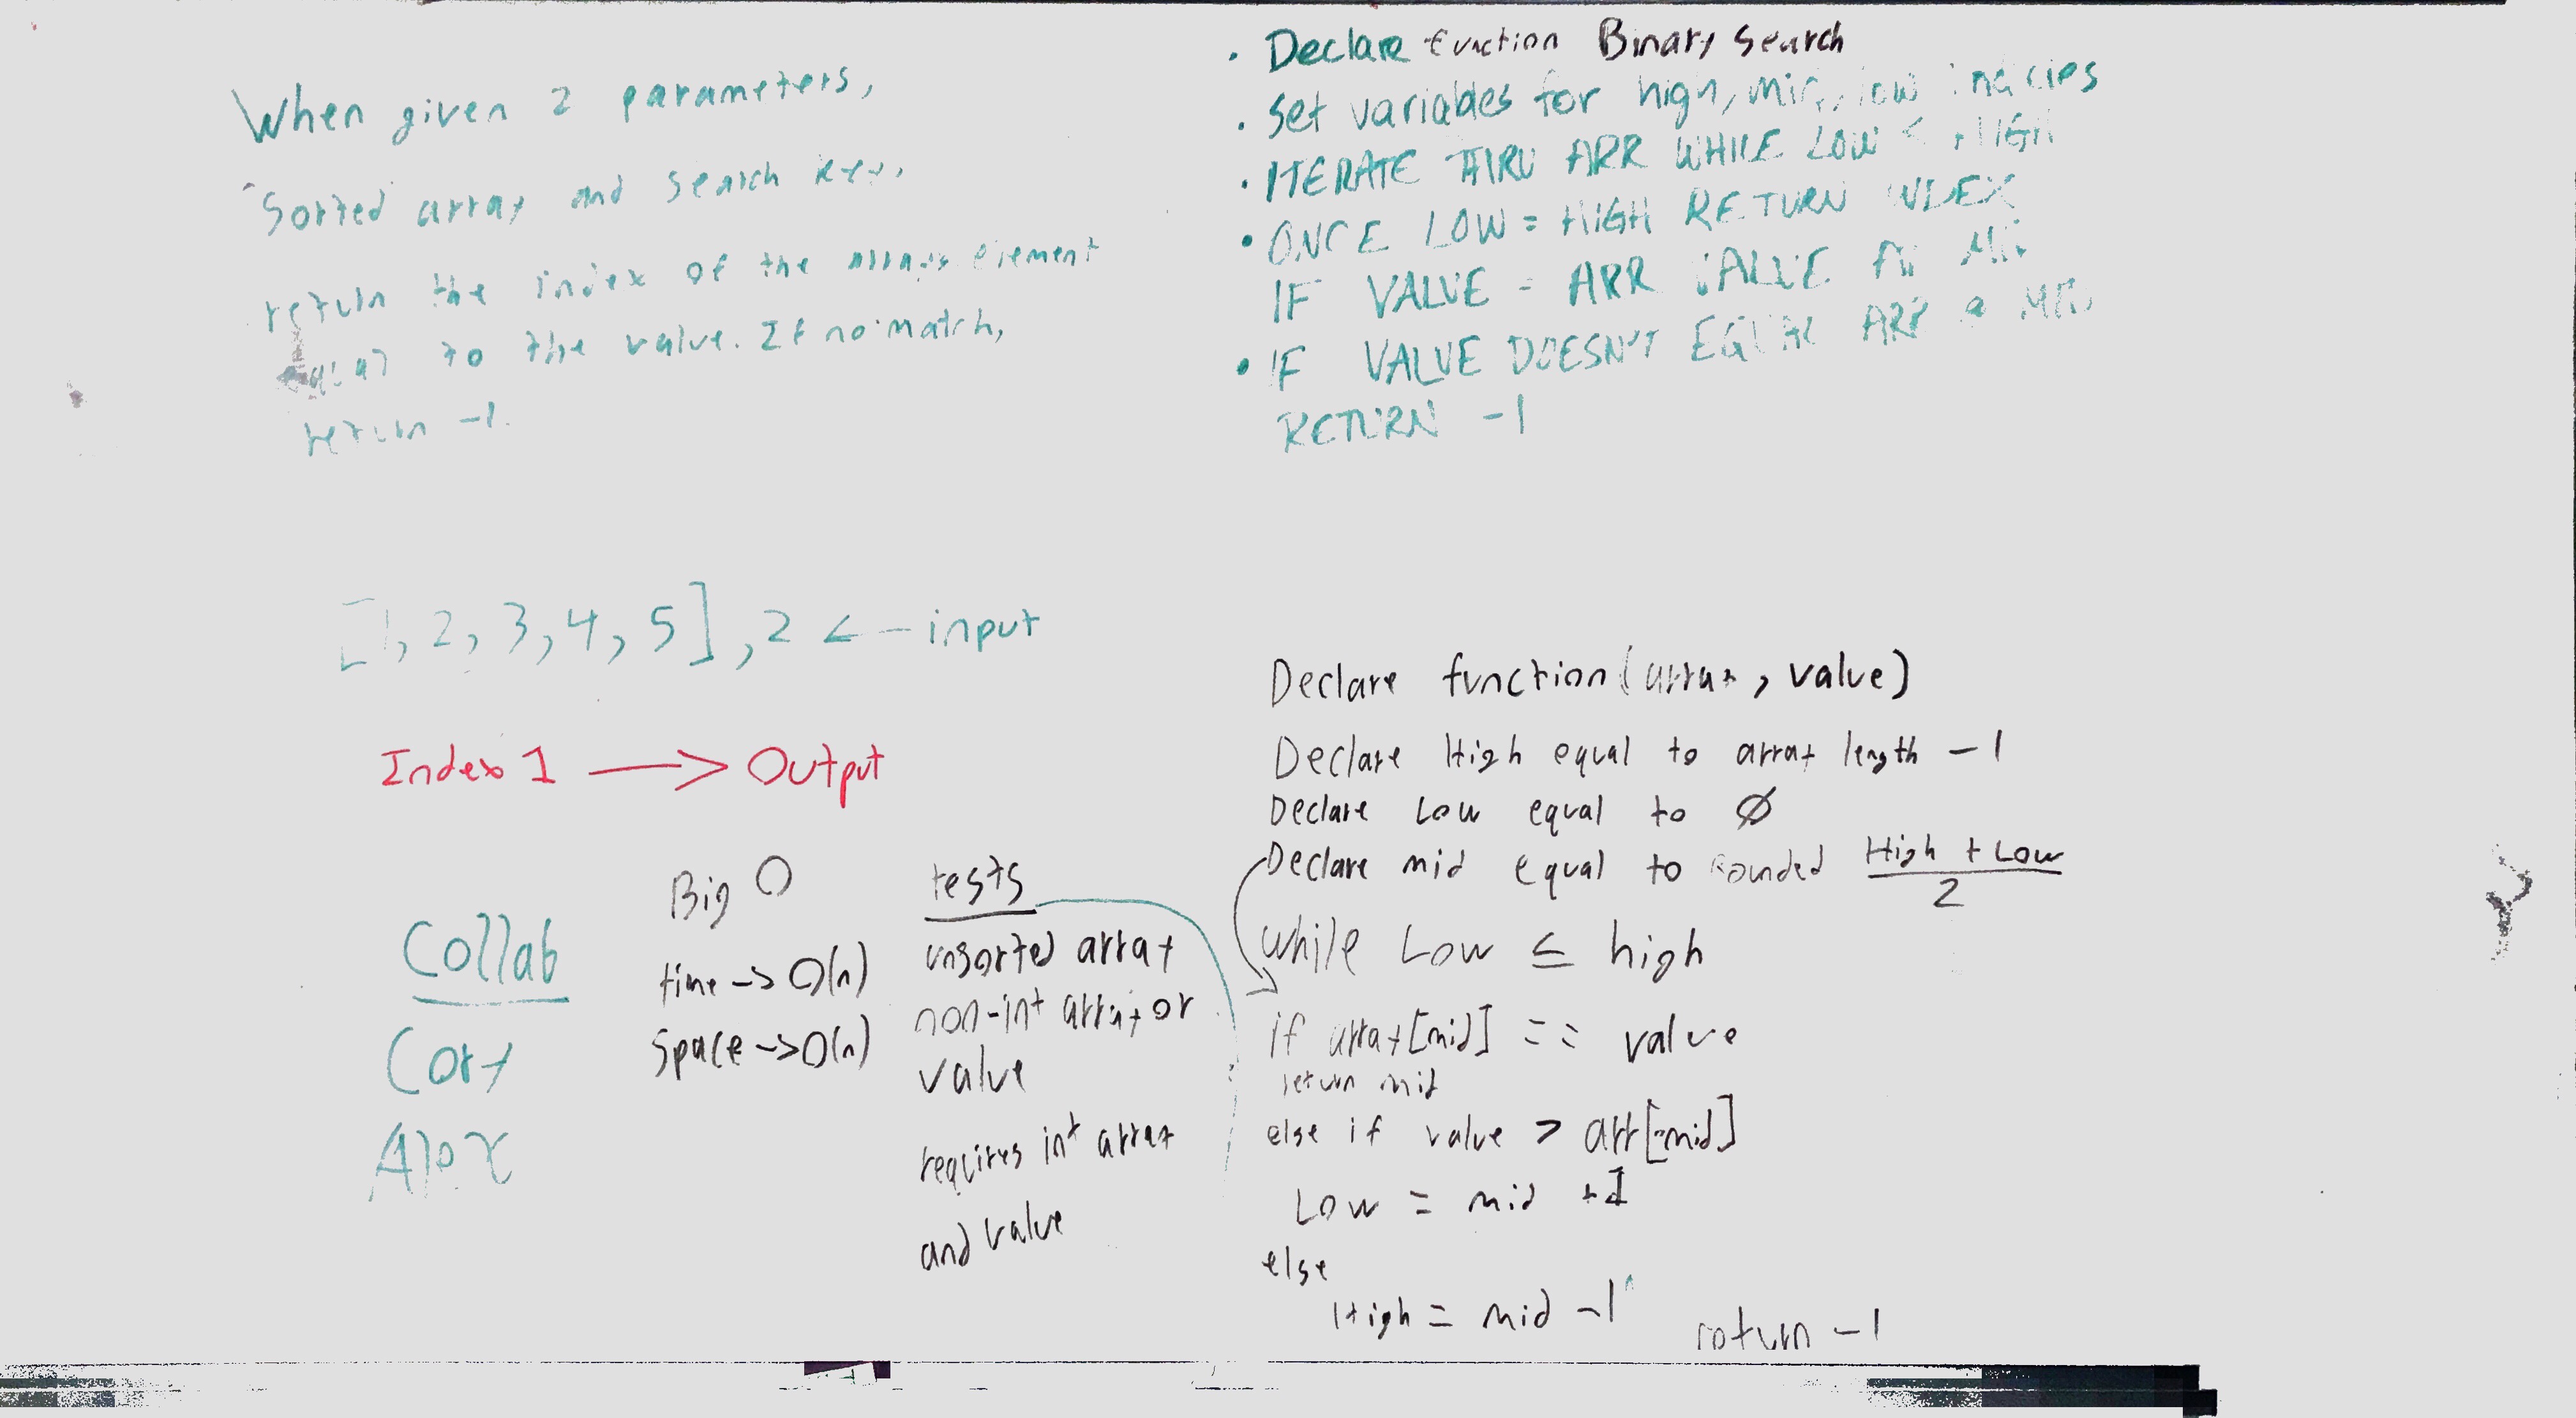 When given 2 parameters,
Sorted array and search key,
return the index of the arrays element
equal to the value. If no match,
return -1.
• Declare function Binary Search
• Set variables for high, mid, low indecies
• ITERATE THRU ARR WHILE LOW < HIGH
• ONCE LOW = HIGH RETURN INDEX
IF VALUE = ARR VALUE AT MID
• IF VALUE DOESN'T EQUAL ARR @ MID
RETURN -1
[1, 2, 3, 4, 5], 2 <— input
Index 1 —> Output
Collab
Cory
Alex
Big O
time -> O(n)
Space -> O(n)
tests
unsorted array
non-int array or
value
requires int array
and value
Declare function(array, value)
Declare High equal to array length -1
Declare Low equal to Ø
Declare mid equal to rounded High + Low
2
while Low ≤ high
if array[mid] == value
return mid
else if value > arr[mid]
Low = mid +1
else
High = mid -1
return -1